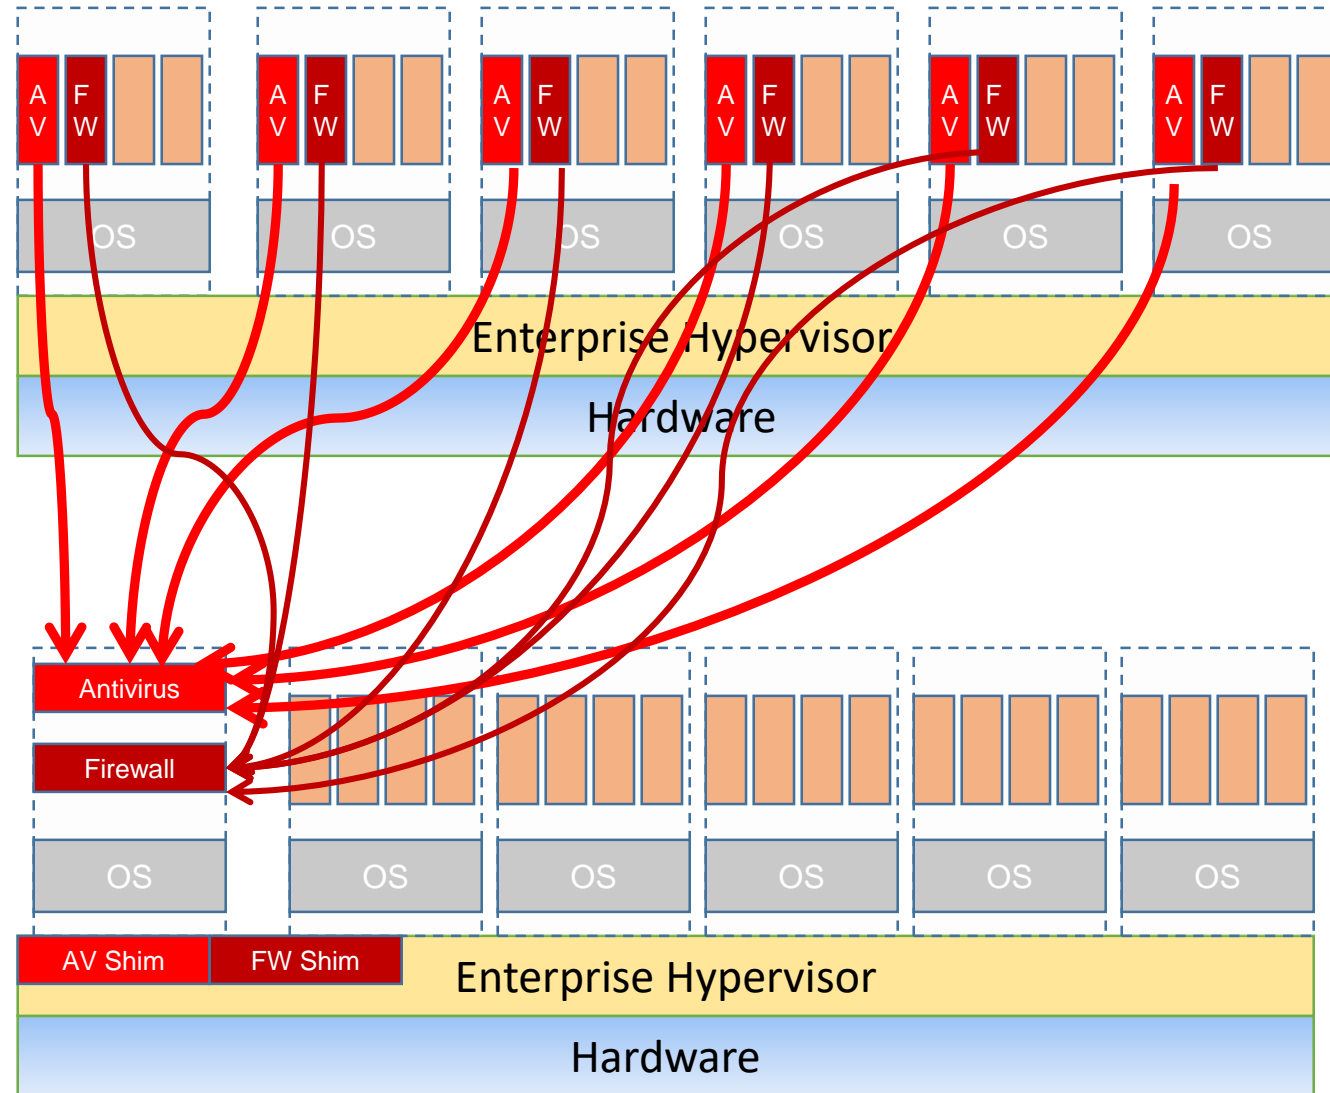 A V F W A V F W A V F W A V F W A V F W A V F W
OS OS OS OS OS OS
Enterprise Hypervisor
Hardware
Antivirus
Firewall
OS OS OS OS OS OS
AV Shim FW Shim
Enterprise Hypervisor
Hardware